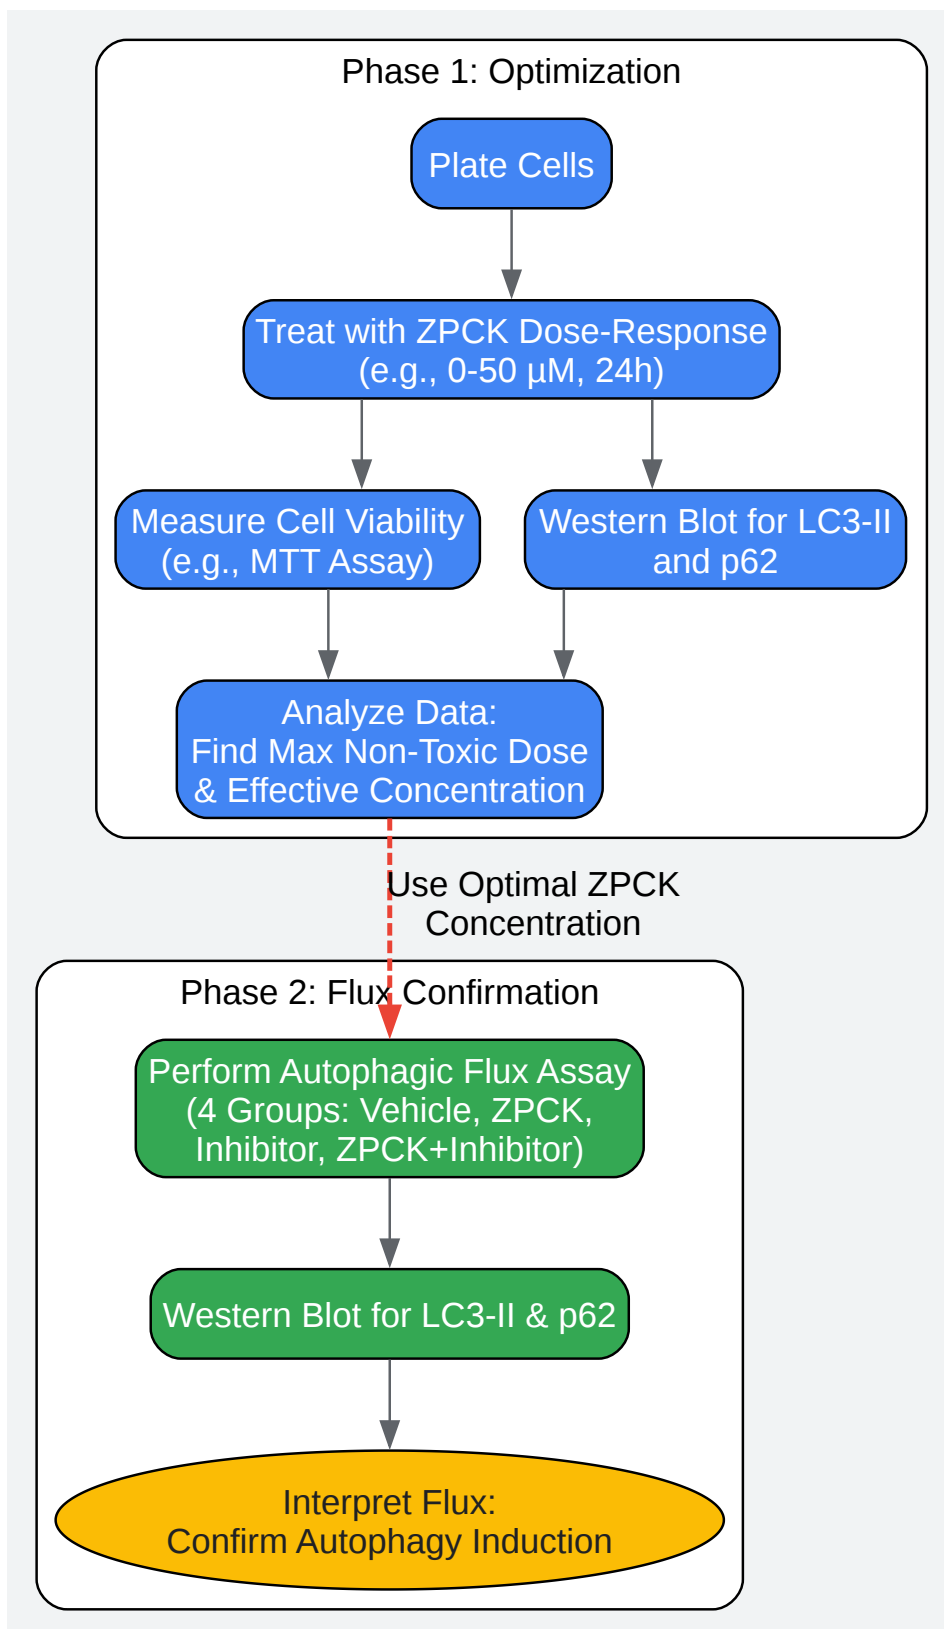 Phase 1: Optimization
Plate Cells
Treat with ZPCK Dose-Response
(e.g., 0-50 µM, 24h)
Measure Cell Viability
(e.g., MTT Assay)
Western Blot for LC3-II
and p62
Analyze Data:
Find Max Non-Toxic Dose
& Effective Concentration
Use Optimal ZPCK
Concentration
Phase 2: Flux Confirmation
Perform Autophagic Flux Assay
(4 Groups: Vehicle, ZPCK,
Inhibitor, ZPCK+Inhibitor)
Western Blot for LC3-II & p62
Interpret Flux:
Confirm Autophagy Induction